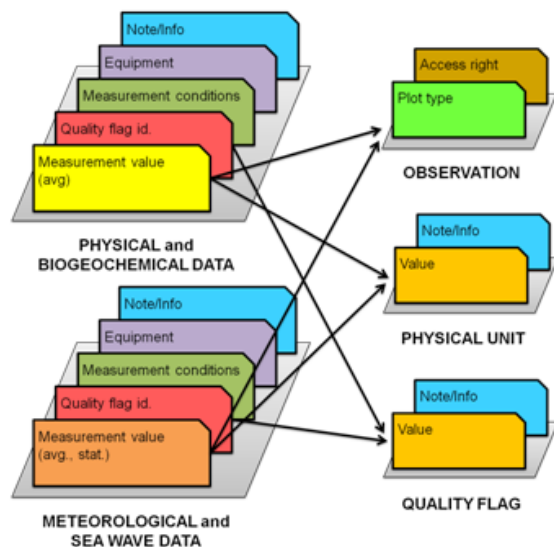 Note/Info
Equipment
Measurement conditions
Quality flag id.
Measurement value
(avg)
PHYSICAL and
BIOGEOCHEMICAL DATA
Note/Info
Equipment
Measurement conditions
Quality flag id.
Measurement value
(avg., stat.)
METEOROLOGICAL and
SEA WAVE DATA
Access right
Plot type
OBSERVATION
Note/Info
Value
PHYSICAL UNIT
Note/Info
Value
QUALITY FLAG